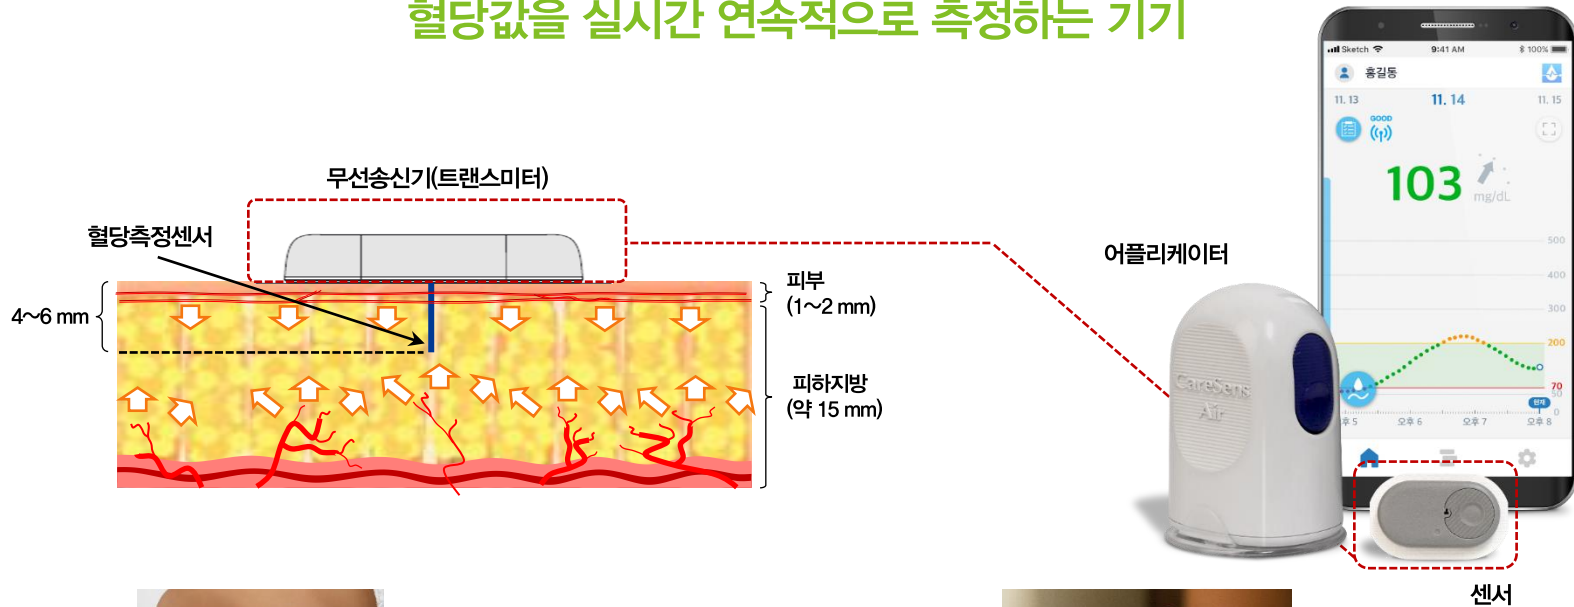 혈당값을 실시간 연속적으로 측정하는 기기
무선송신기(트랜스미터)
혈당측정센서
4~6 mm
피부
(1~2 mm)
피하지방
(약 15 mm)
어플리케이터
CareSens
Air
Sketch
9:41 AM
100%
홍길동
11. 13
11. 14
11. 15
GOOD
103
mg/dL
500
400
300
200
70
50
현재
0
후 5
오후 6
오후 7
오후 8
센서